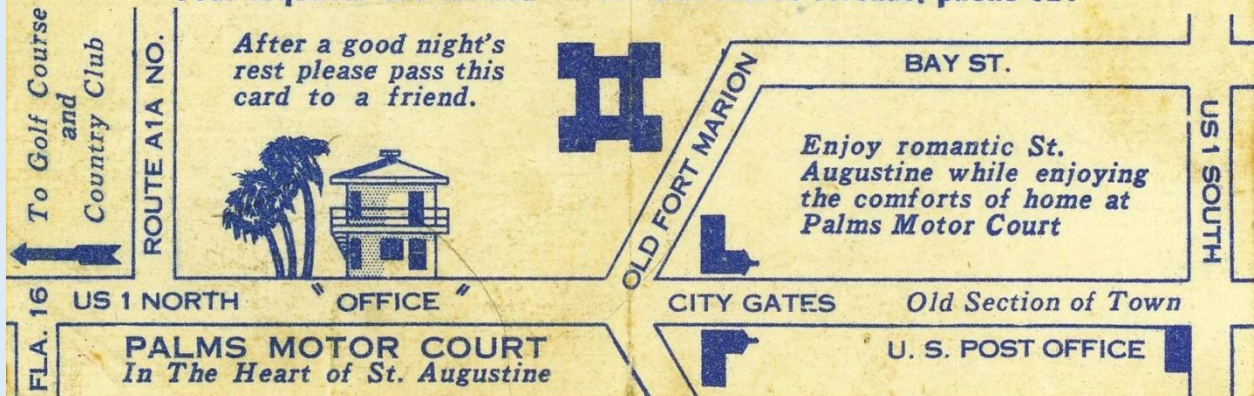 To Golf Course
and
Country Club
ROUTE A1A NO.
After a good night's
rest please pass this
card to a friend.
OLD FORT MARION
BAY ST.
US 1 SOUTH
Enjoy romantic St.
Augustine while enjoying
the comforts of home at
Palms Motor Court
FLA. 16
US 1 NORTH
"OFFICE"
CITY GATES
Old Section of Town
PALMS MOTOR COURT
In The Heart of St. Augustine
U. S. POST OFFICE